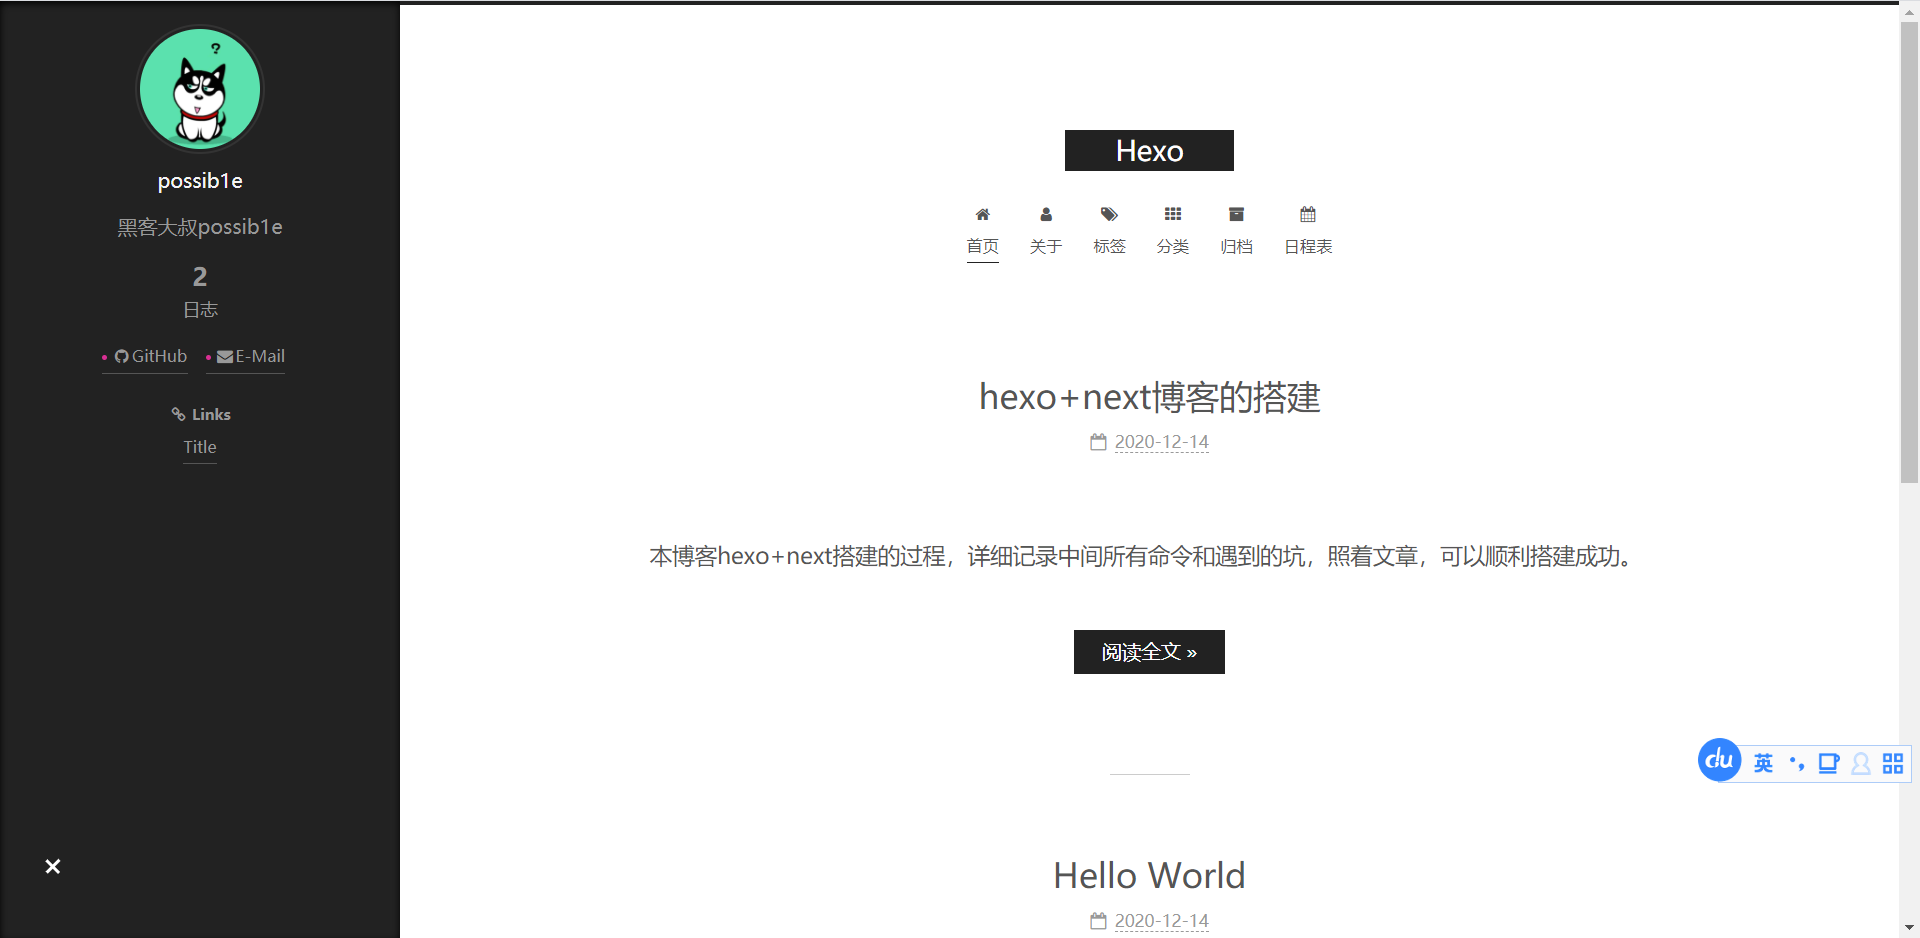 ?
possib1e
黑客大叔possib1e
2
日志
GitHub E-Mail
Links
Title
Hexo
首页 关于 标签 分类 归档 日程表
hexo+next博客的搭建
2020-12-14
本博客hexo+next搭建的过程，详细记录中间所有命令和遇到的坑，照着文章，可以顺利搭建成功。
阅读全文 »
du 英
Hello World
2020-12-14